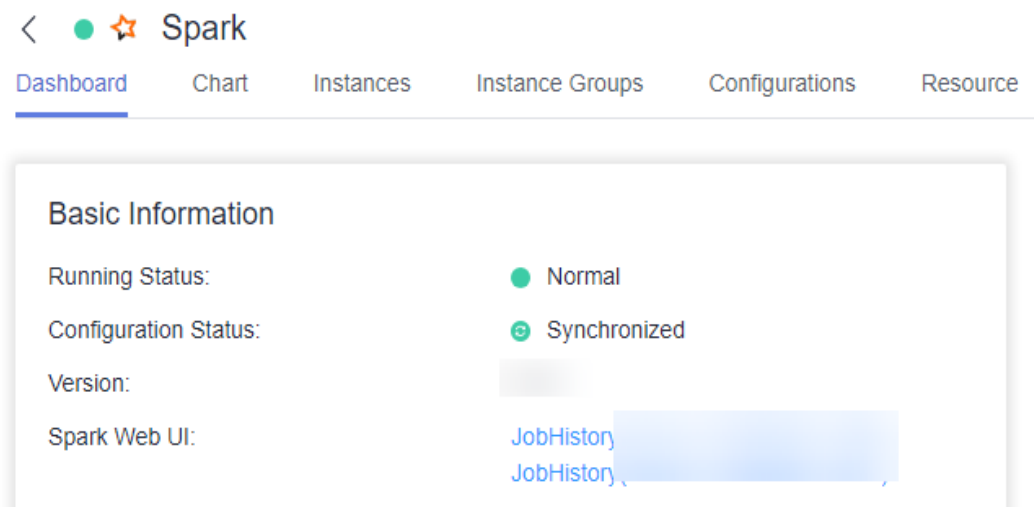 Spark
Dashboard Chart Instances Instance Groups Configurations Resource
Basic Information
Running Status: Normal
Configuration Status: Synchronized
Version:
Spark Web UI: JobHistory
JobHistory(